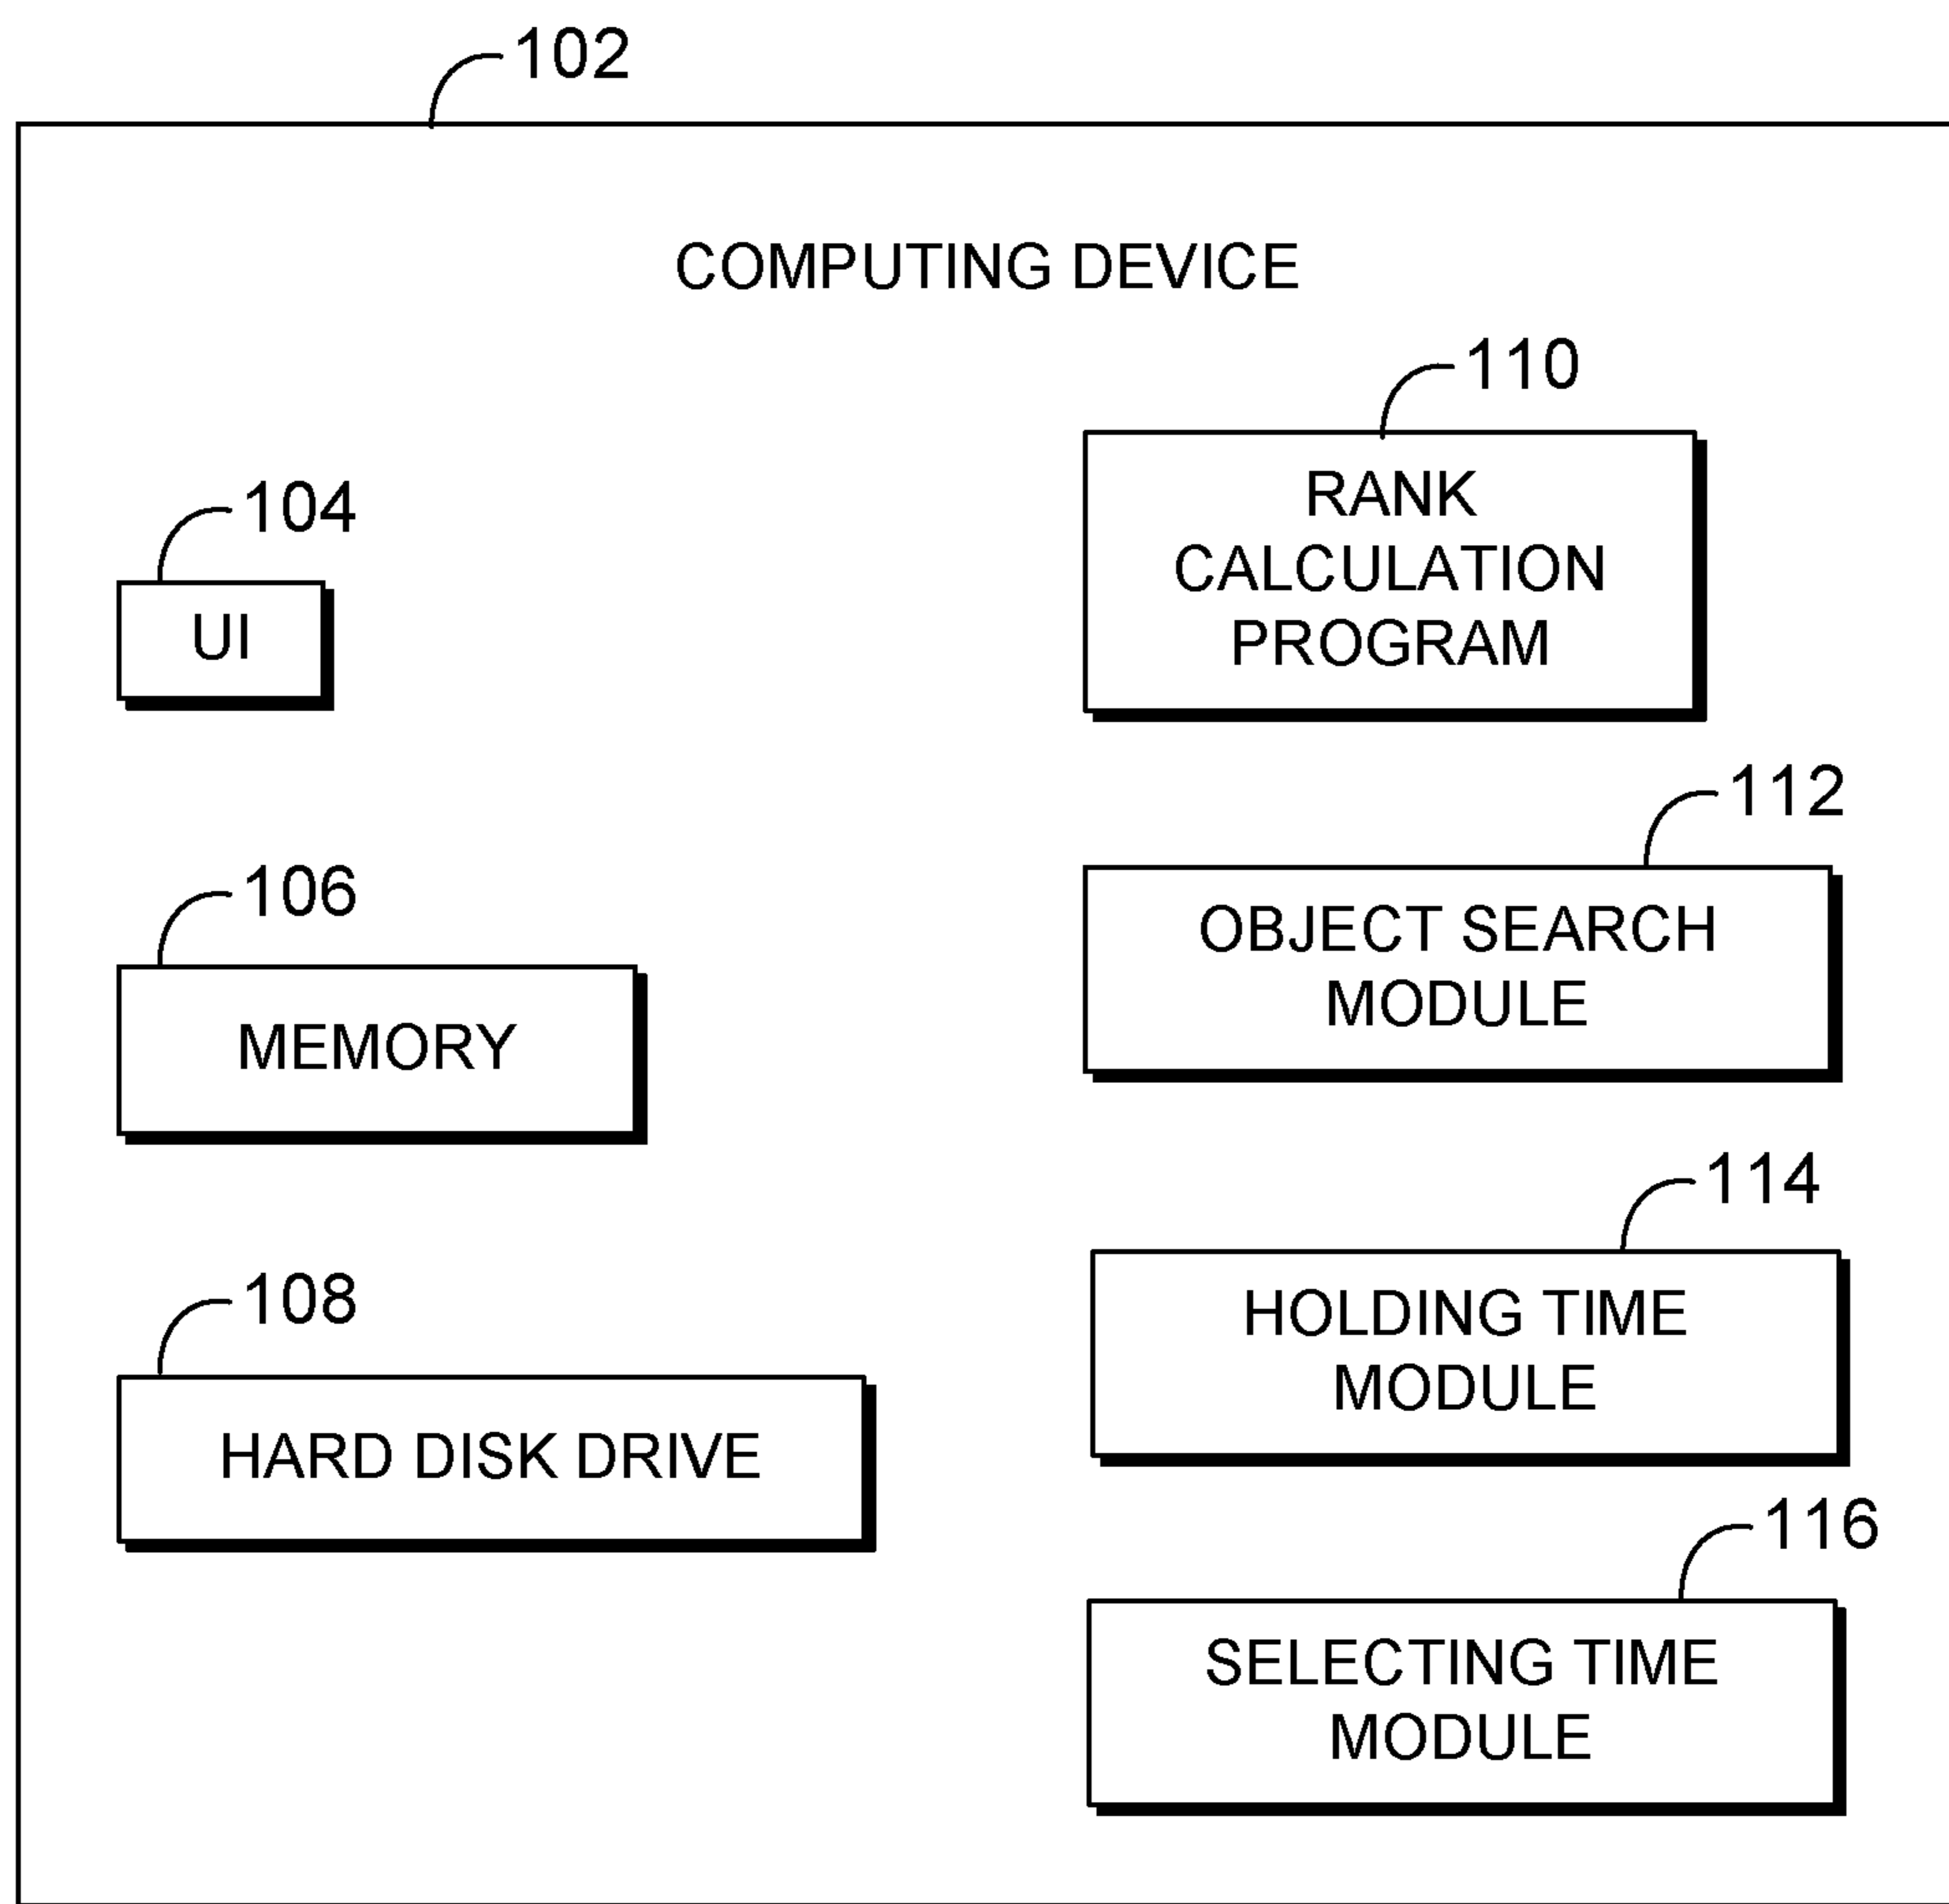 102
COMPUTING DEVICE
104
UI
106
MEMORY
108
HARD DISK DRIVE
110
RANK
CALCULATION
PROGRAM
112
OBJECT SEARCH
MODULE
114
HOLDING TIME
MODULE
116
SELECTING TIME
MODULE